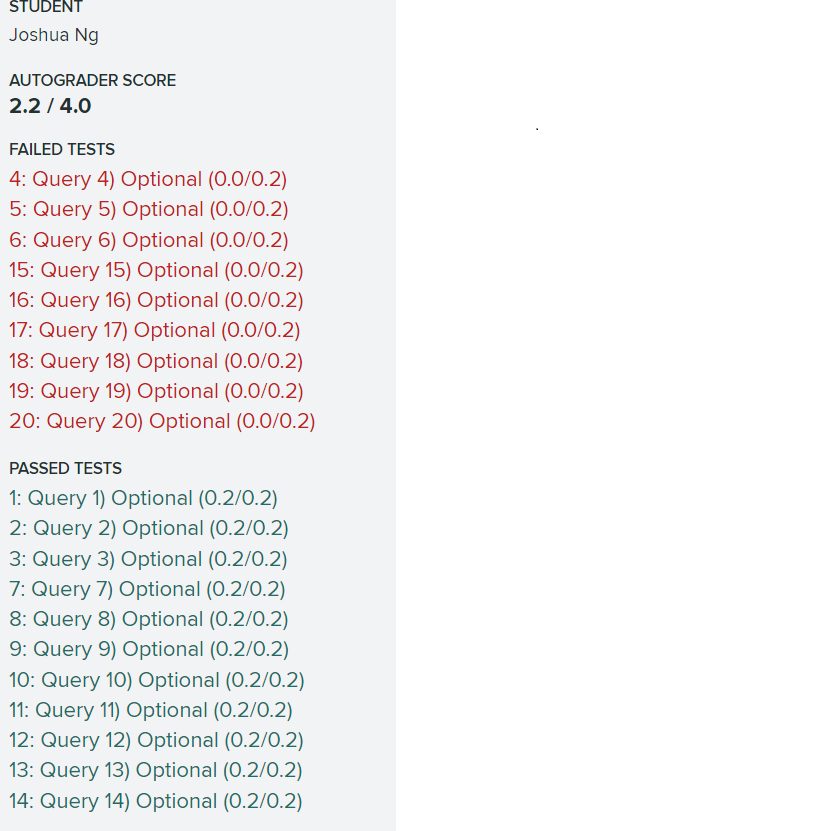 STUDENT
Joshua Ng
AUTOGRADER SCORE
2.2 / 4.0
FAILED TESTS
4: Query 4) Optional (0.0/0.2)
5: Query 5) Optional (0.0/0.2)
6: Query 6) Optional (0.0/0.2)
15: Query 15) Optional (0.0/0.2)
16: Query 16) Optional (0.0/0.2)
17: Query 17) Optional (0.0/0.2)
18: Query 18) Optional (0.0/0.2)
19: Query 19) Optional (0.0/0.2)
20: Query 20) Optional (0.0/0.2)
PASSED TESTS
1: Query 1) Optional (0.2/0.2)
2: Query 2) Optional (0.2/0.2)
3: Query 3) Optional (0.2/0.2)
7: Query 7) Optional (0.2/0.2)
8: Query 8) Optional (0.2/0.2)
9: Query 9) Optional (0.2/0.2)
10: Query 10) Optional (0.2/0.2)
11: Query 11) Optional (0.2/0.2)
12: Query 12) Optional (0.2/0.2)
13: Query 13) Optional (0.2/0.2)
14: Query 14) Optional (0.2/0.2)